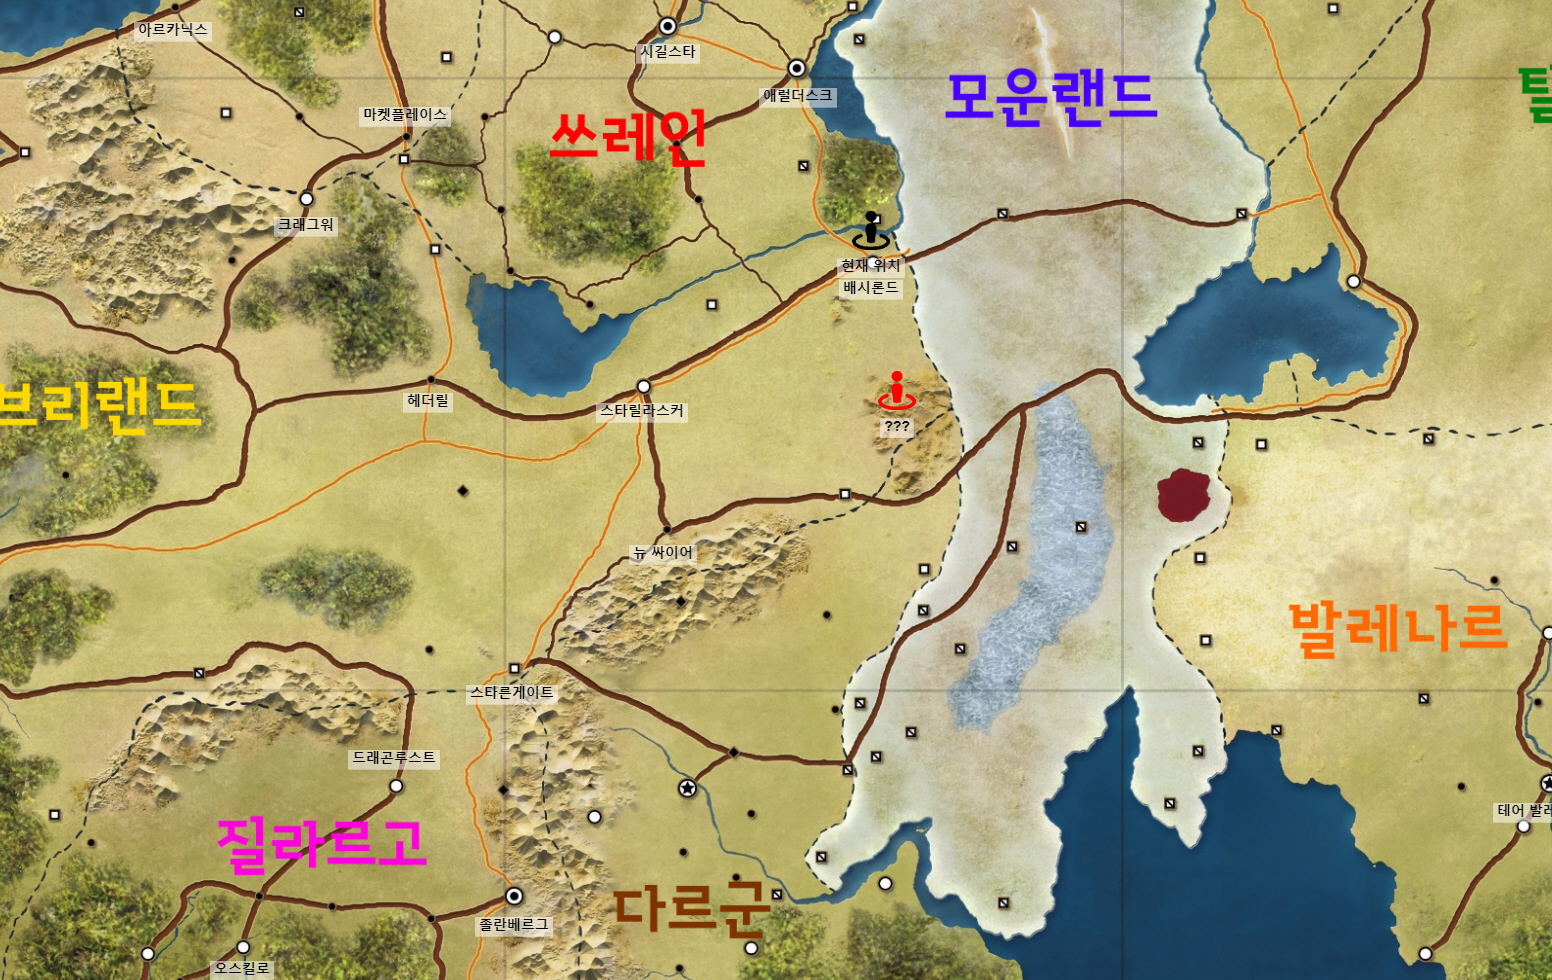 아르카닉스
시길스타
애럴더스크
모운랜드
마켓플레이스
쓰레인
크래그워
현재 위치
배시론드
브리랜드
헤더릴
스타릴라스커
???
뉴 싸이어
발레나르
스타른게이트
드래곤루스트
질라르고
다르군
졸란베르그
오스킬로